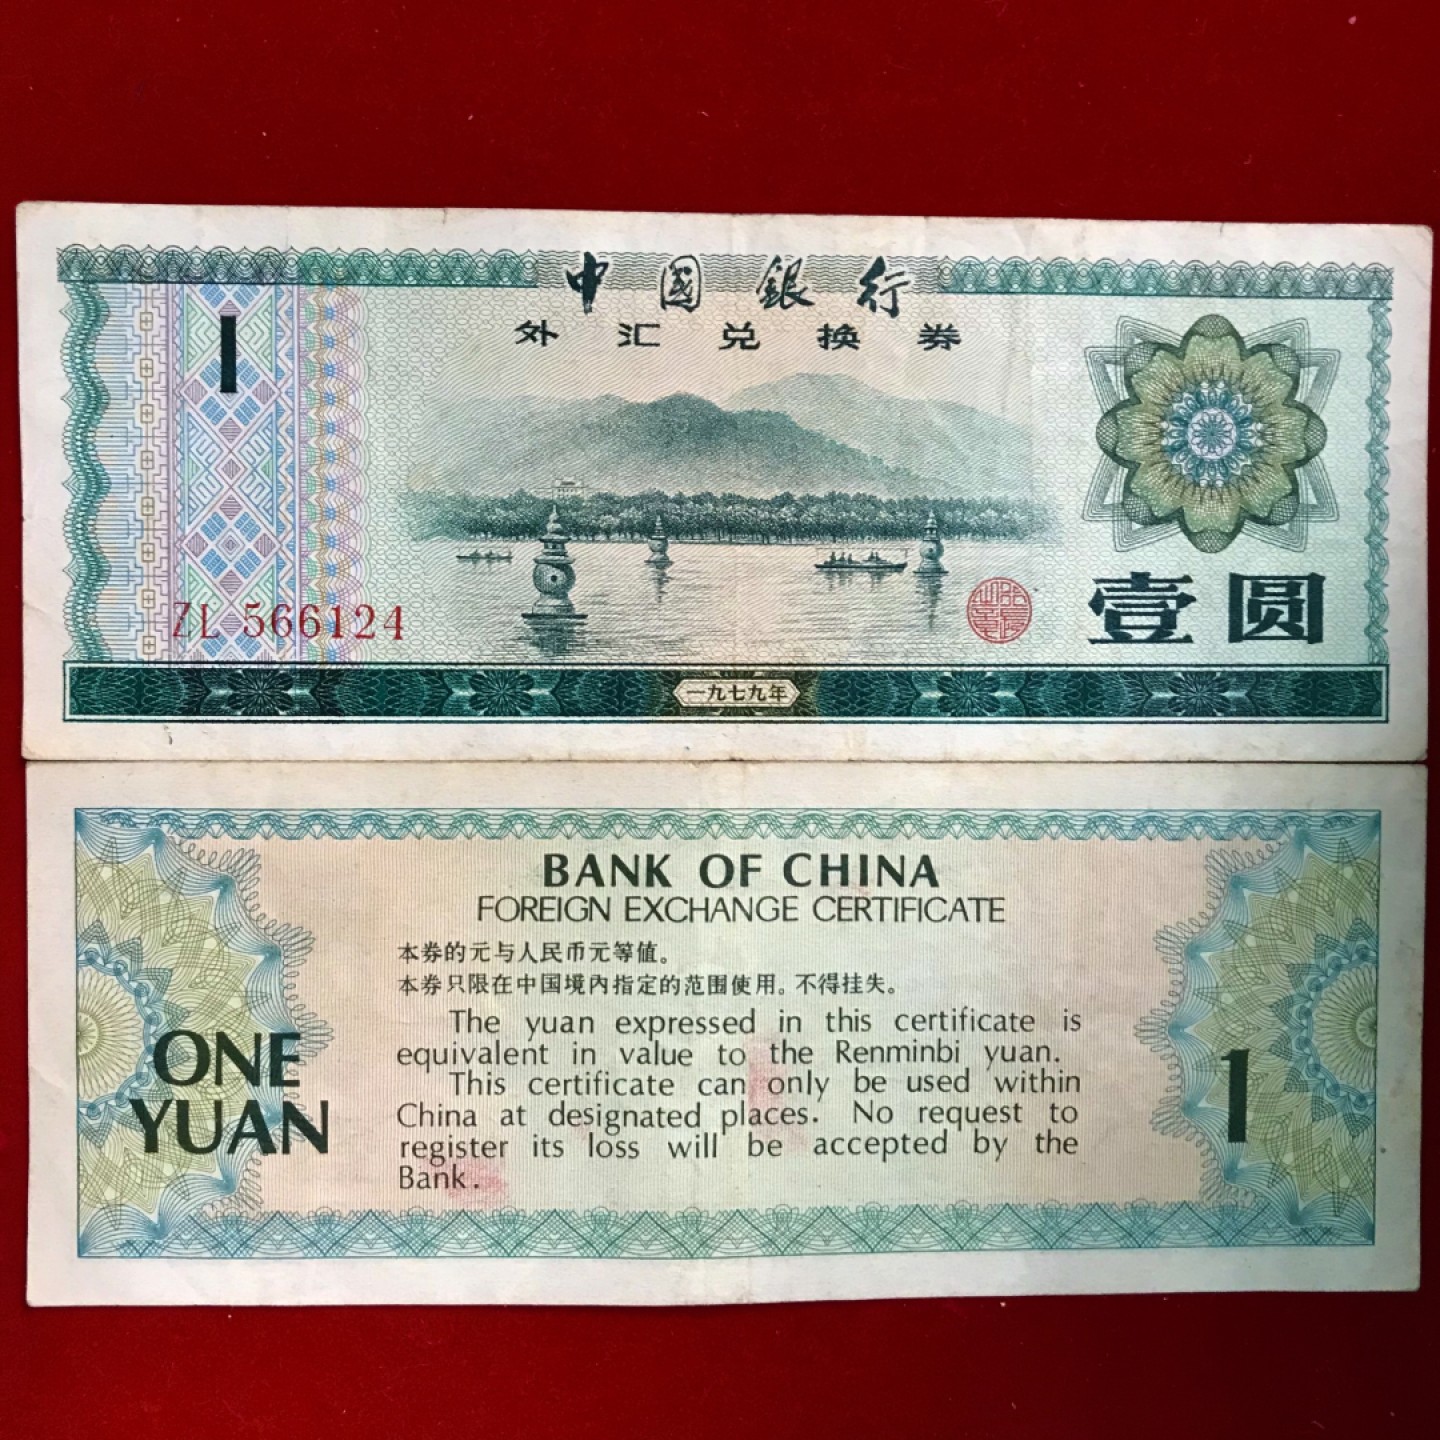 中國銀行
外汇兑换券
1
ZL 566124
壹圆
一九七九年
BANK OF CHINA
FOREIGN EXCHANGE CERTIFICATE
本券的元与人民币元等值。
本券只限在中国境内指定的范围使用。不得挂失。
The yuan expressed in this certificate is
equivalent in value to the Renminbi yuan.
This certificate can only be used within
China at designated places. No request to
register its loss will be accepted by the
Bank.
ONE
YUAN
1